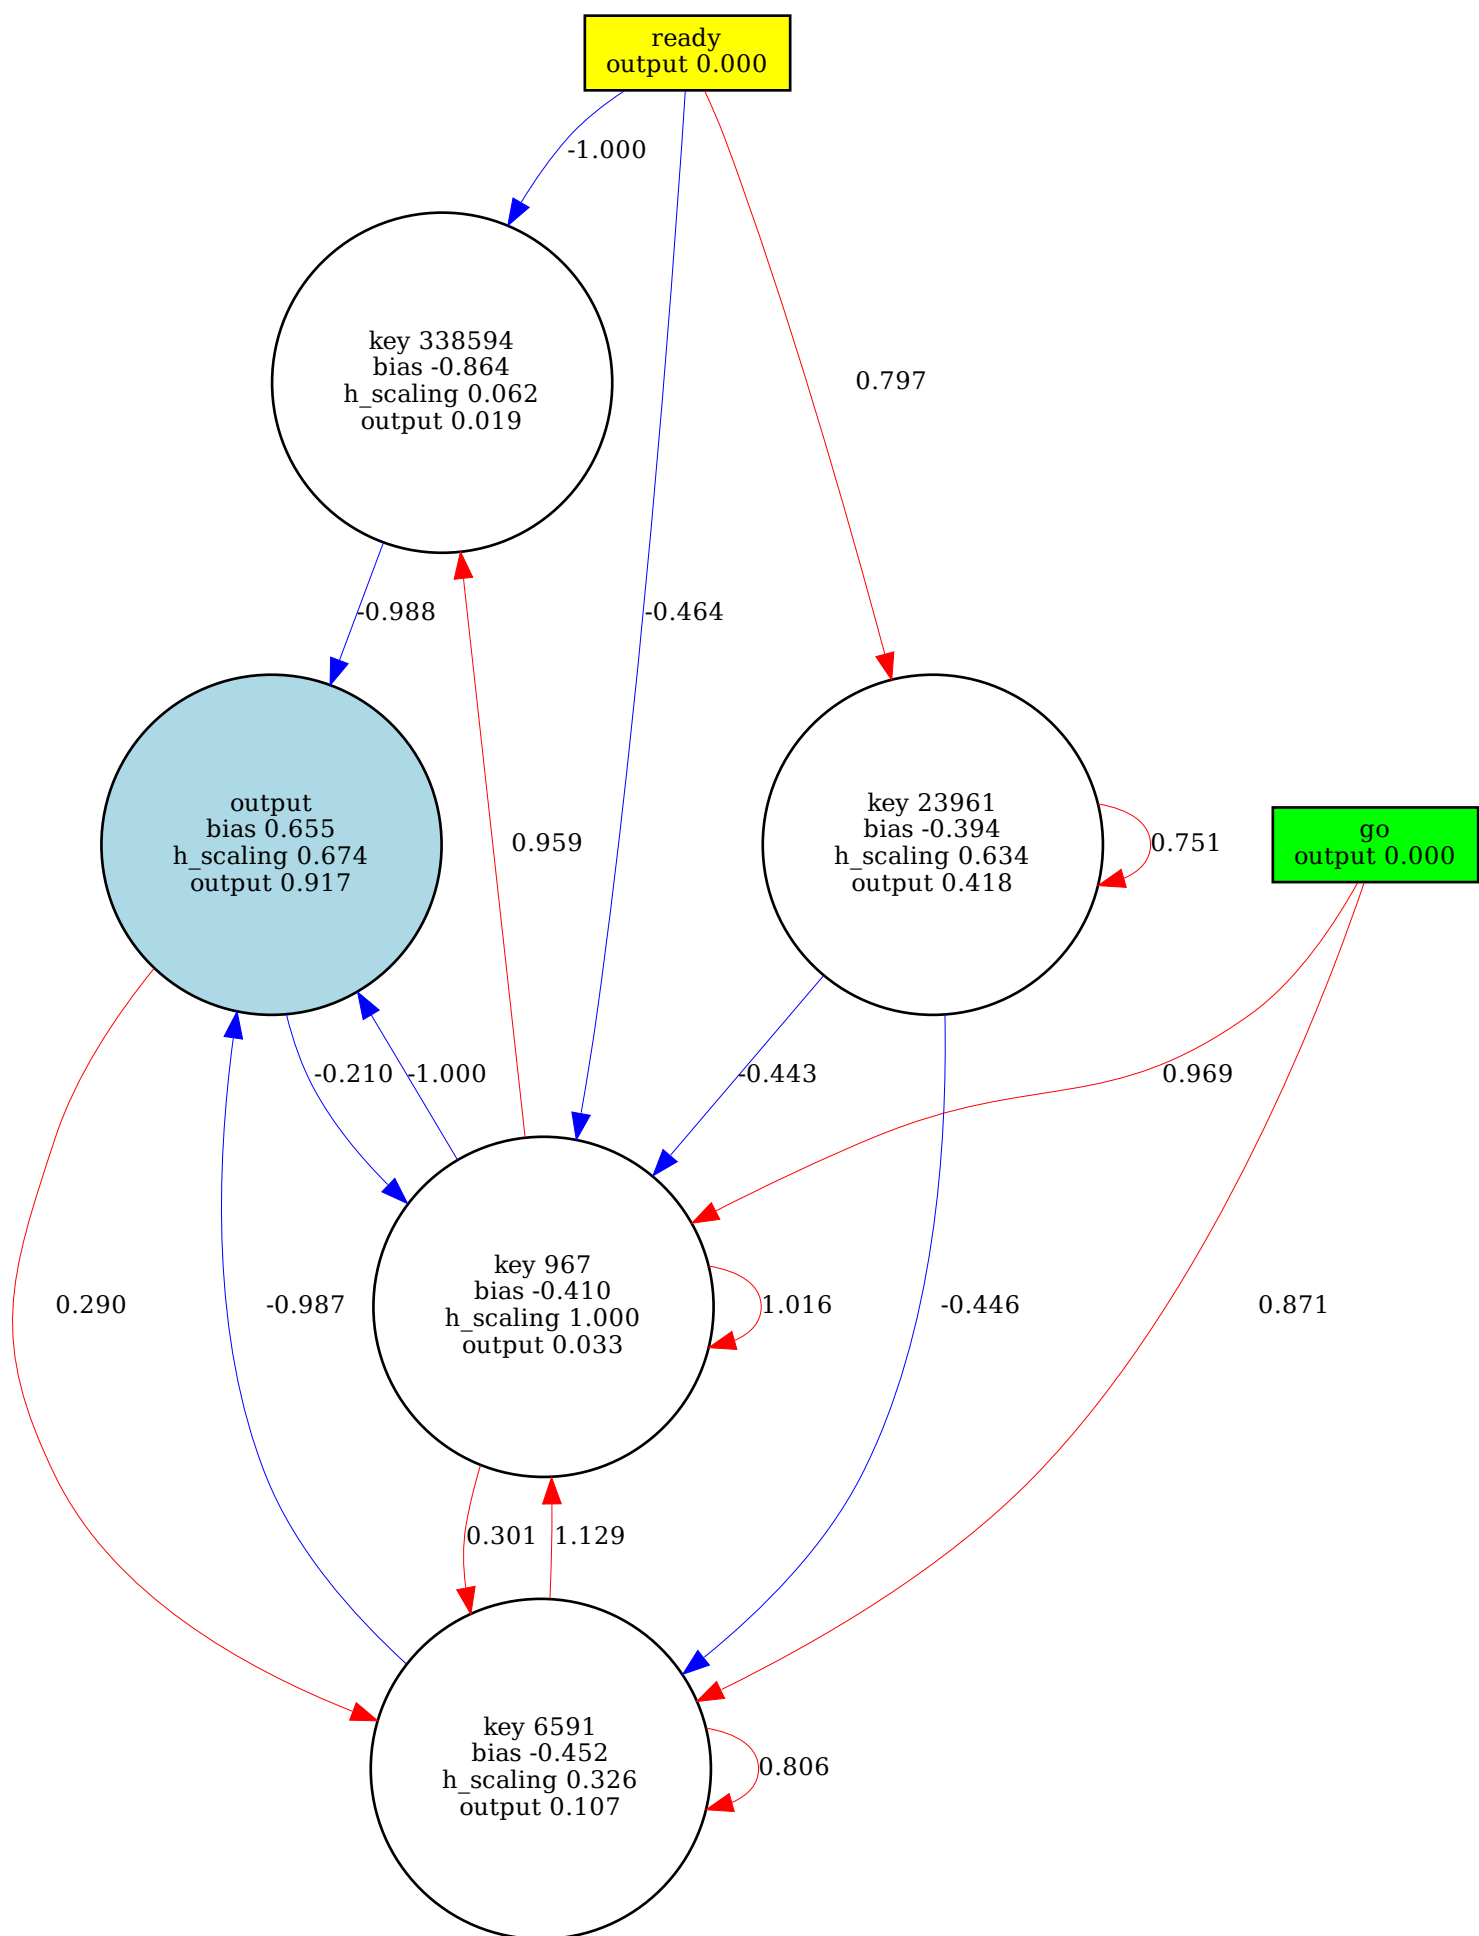 ready
output 0.000
-1.000
key 338594
bias -0.864
h_scaling 0.062
output 0.019
0.797
-0.988
-0.464
output
bias 0.655
h_scaling 0.674
output 0.917
0.959
key 23961
bias -0.394
h_scaling 0.634
output 0.418
0.751
go
output 0.000
-0.210
-1.000
-0.443
0.969
key 967
bias -0.410
h_scaling 1.000
output 0.033
0.290
-0.987
1.016
-0.446
0.871
0.301
1.129
key 6591
bias -0.452
h_scaling 0.326
output 0.107
0.806